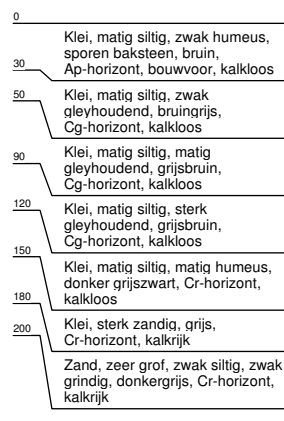 0
Klei, matig siltig, zwak humeus,
sporen baksteen, bruin,
Ap-horizont, bouwvoor, kalkloos
30
Klei, matig siltig, zwak
gleyhoudend, bruingrijs,
Cg-horizont, kalkloos
50
Klei, matig siltig, matig
gleyhoudend, grijsbruin,
Cg-horizont, kalkloos
90
Klei, matig siltig, sterk
gleyhoudend, grijsbruin,
Cg-horizont, kalkloos
120
Klei, matig siltig, matig humeus,
donker grijszwart, Cr-horizont,
kalkloos
150
Klei, sterk zandig, grijs,
Cr-horizont, kalkrijk
180
Zand, zeer grof, zwak siltig, zwak
grindig, donkergrijs, Cr-horizont,
kalkrijk
200